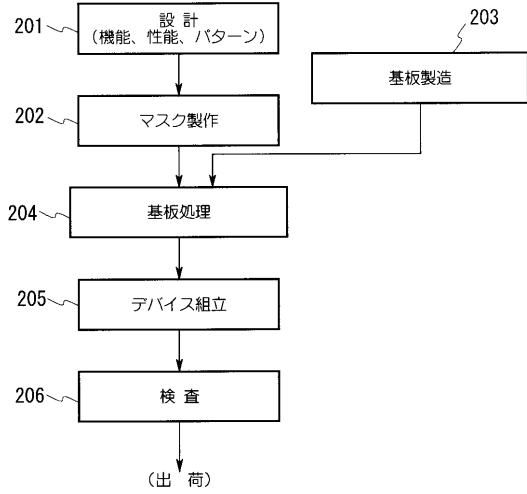 201
設 計
(機能、性能、パターン)
203
基板製造
202
マスク製作
204
基板処理
205
デバイス組立
206
検 査
(出 荷)